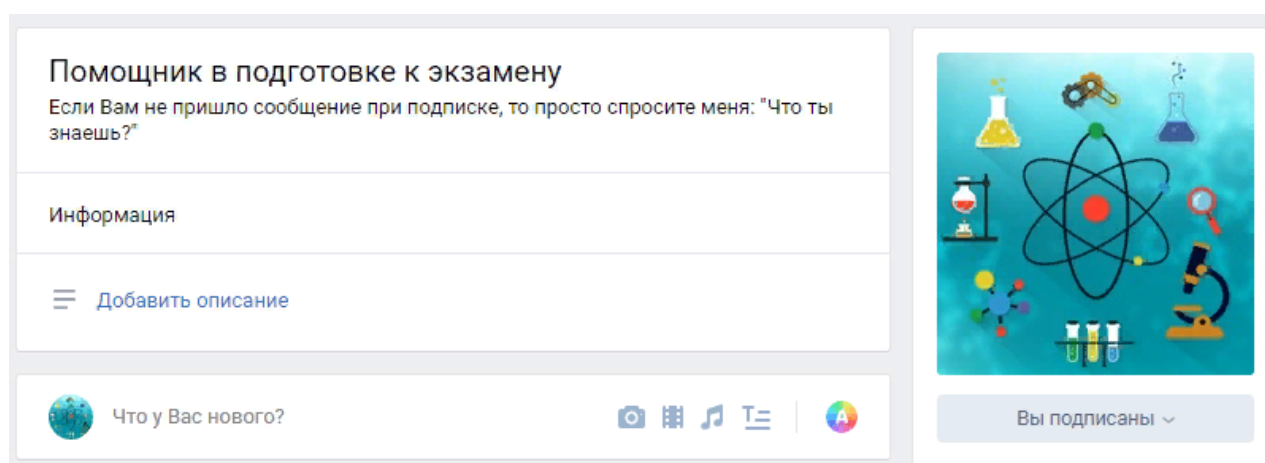 Помощник в подготовке к экзамену
Если Вам не пришло сообщение при подписке, то просто спросите меня: "Что ты
знаешь?"
Информация
Добавить описание
Что у Вас нового?
T
A
Вы подписаны